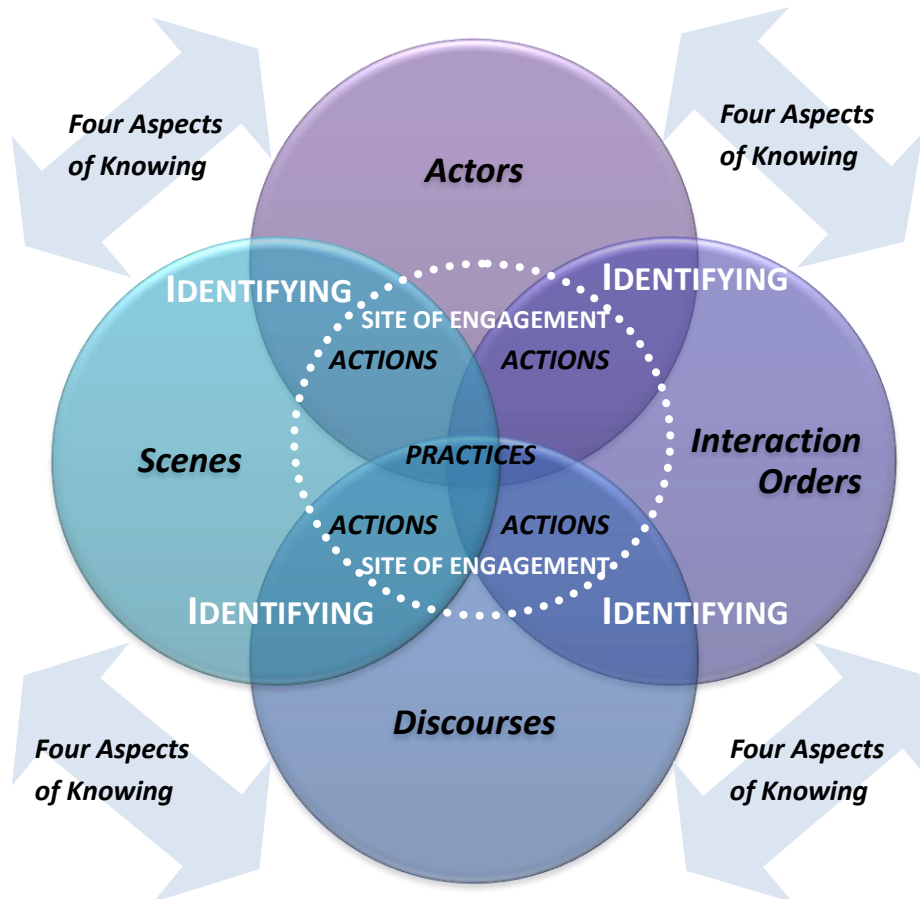 Four Aspects
of Knowing
Four Aspects
of Knowing
Actors
IDENTIFYING
IDENTIFYING
SITE OF ENGAGEMENT
ACTIONS
ACTIONS
Scenes
PRACTICES
Interaction
Orders
ACTIONS
ACTIONS
SITE OF ENGAGEMENT
IDENTIFYING
IDENTIFYING
Discourses
Four Aspects
of Knowing
Four Aspects
of Knowing